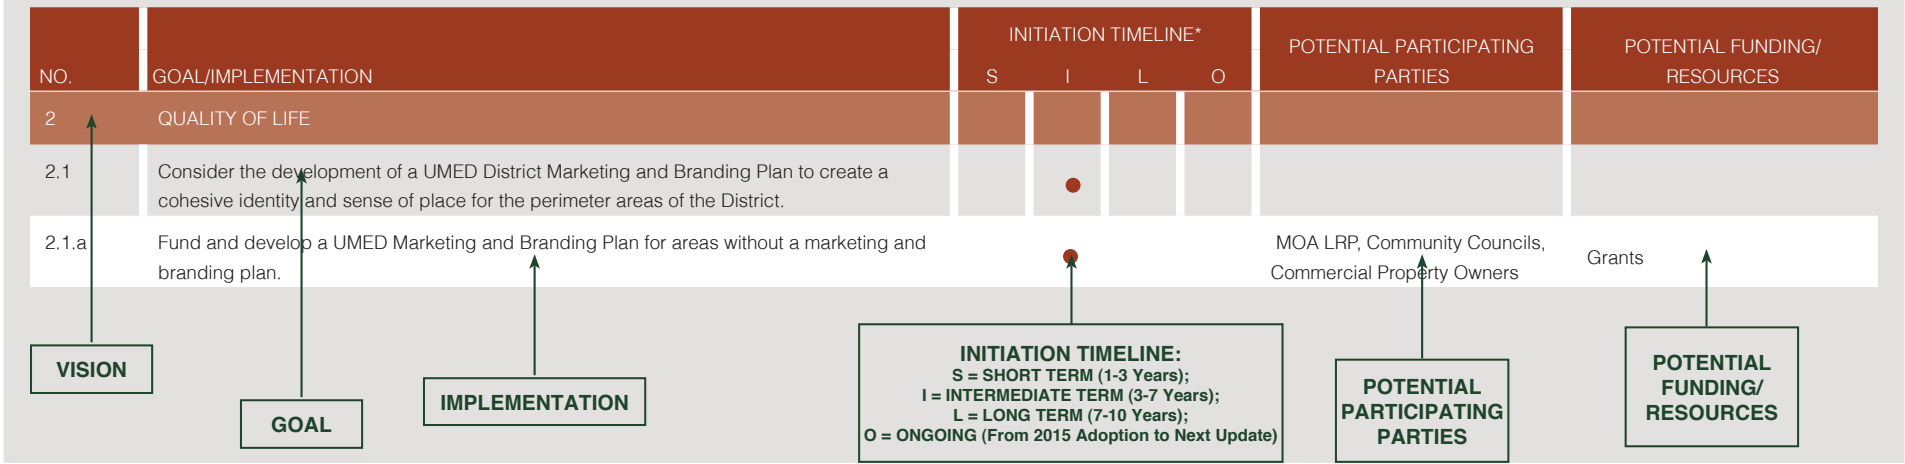 INITIATION TIMELINE*
POTENTIAL PARTICIPATING
PARTIES
POTENTIAL FUNDING/
RESOURCES
NO.
GOAL/IMPLEMENTATION
S I L O
2 QUALITY OF LIFE
2.1 Consider the development of a UMED District Marketing and Branding Plan to create a
cohesive identity and sense of place for the perimeter areas of the District.
2.1.a Fund and develop a UMED Marketing and Branding Plan for areas without a marketing and
branding plan.
MOA LRP, Community Councils,
Commercial Property Owners
Grants
VISION
GOAL
IMPLEMENTATION
INITIATION TIMELINE:
S = SHORT TERM (1-3 Years);
I = INTERMEDIATE TERM (3-7 Years);
L = LONG TERM (7-10 Years);
O = ONGOING (From 2015 Adoption to Next Update)
POTENTIAL
PARTICIPATING
PARTIES
POTENTIAL
FUNDING/
RESOURCES